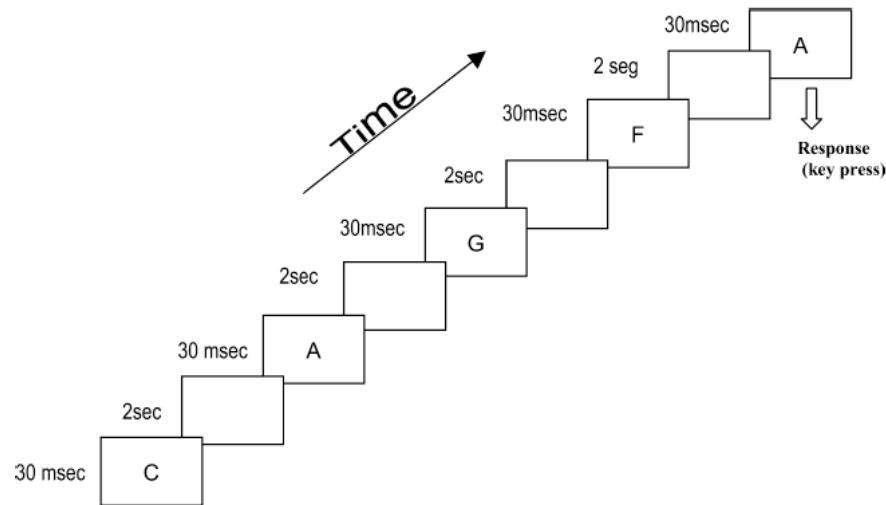 30msec
A
2 seg
Time
30msec
F
Response
(key press)
2sec
30msec
G
2sec
30 msec
A
2sec
30 msec
C